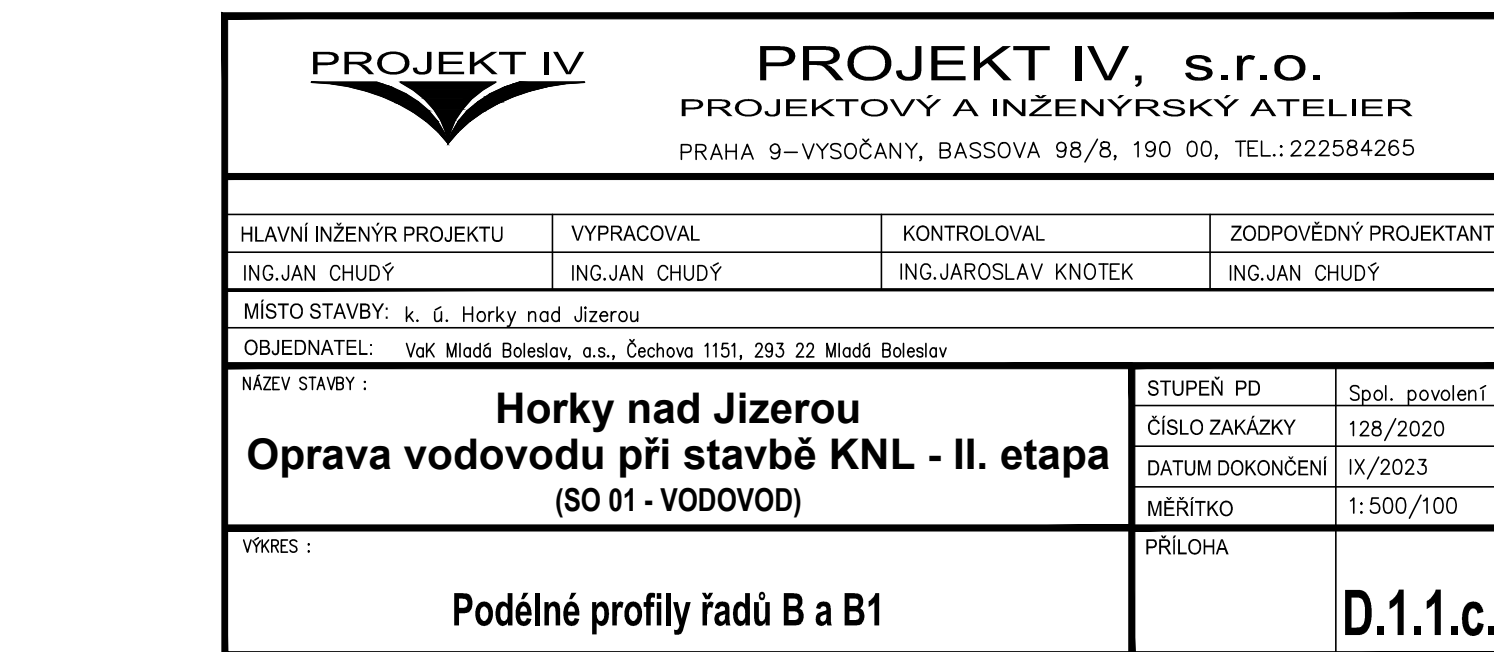 PROJEKT IV
PROJEKT IV, s.r.o.
PROJEKTOVÝ A INŽENÝRSKÝ ATELIER
PRAHA 9-VYSOČANY, BASSOVA 98/8, 190 00, TEL.: 222584265
HLAVNÍ INŽENÝR PROJEKTU VYPRACOVAL KONTROLOVAL ZODPOVĚDNÝ PROJEKTANT
ING.JAN CHUDÝ ING.JAN CHUDÝ ING.JAROSLAV KNOTEK ING.JAN CHUDÝ
MÍSTO STAVBY: k. ú. Horky nad Jizerou
OBJEDNATEL: VaK Mladá Boleslav, a.s., Čechova 1151, 293 22 Mladá Boleslav
NÁZEV STAVBY :
Horky nad Jizerou
Oprava vodovodu při stavbě KNL - II. etapa
(SO 01 - VODOVOD)
STUPEŇ PD Spol. povolení
ČÍSLO ZAKÁZKY 128/2020
DATUM DOKONČENÍ IX/2023
MĚŘÍTKO 1:500/100
VÝKRES :
Podélné profily řadů B a B1
PŘÍLOHA
D.1.1.c.